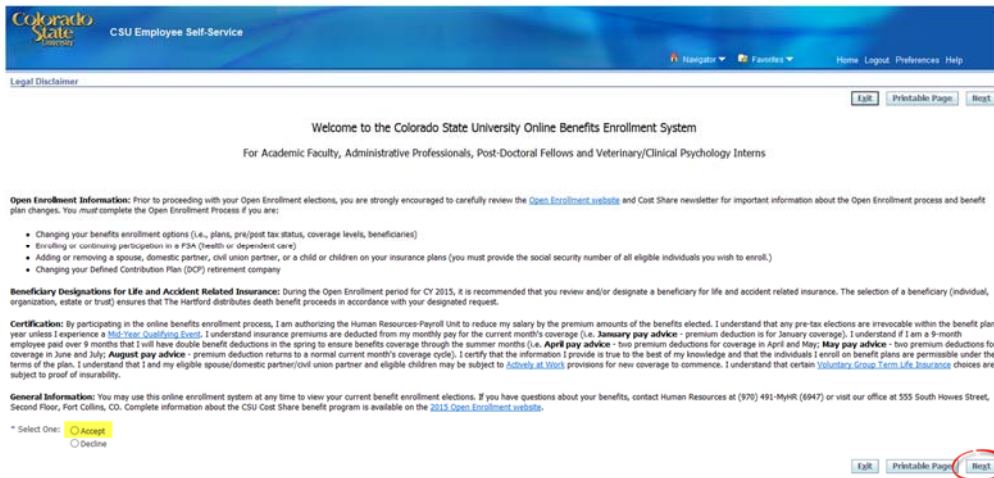 Colorado
State
University
CSU Employee Self-Service
Navigator Favorites Home Logout Preferences Help
Legal Disclaimer
Exit Printable Page Next
Welcome to the Colorado State University Online Benefits Enrollment System
For Academic Faculty, Administrative Professionals, Post-Doctoral Fellows and Veterinary/Clinical Psychology Interns
Open Enrollment Information: Prior to proceeding with your Open Enrollment elections, you are strongly encouraged to carefully review the Open Enrollment website and Cost Share newsletter for important information about the Open Enrollment process and benefit
plan changes. You must complete the Open Enrollment Process if you are:
• Changing your benefits enrollment options (i.e., plans, pre/post tax status, coverage levels, beneficiaries)
• Enrolling or continuing participation in a FSA (health or dependent care)
• Adding or removing a spouse, domestic partner, civil union partner, or a child or children on your insurance plans (you must provide the social security number of all eligible individuals you wish to enroll.)
• Changing your Defined Contribution Plan (DCP) retirement company
Beneficiary Designations for Life and Accident Related Insurance: During the Open Enrollment period for CY 2015, it is recommended that you review and/or designate a beneficiary for life and accident related insurance. The selection of a beneficiary (individual,
organization, estate or trust) ensures that The Hartford distributes death benefit proceeds in accordance with your designated request.
Certification: By participating in the online benefits enrollment process, I am authorizing the Human Resources-Payroll Unit to reduce my salary by the premium amounts of the benefits elected. I understand that any pre-tax elections are irrevocable within the benefit plan
year unless I experience a Mid-Year Qualifying Event. I understand insurance premiums are deducted from my monthly pay for the current month's coverage (i.e. January pay advice - premium deduction is for January coverage). I understand if I am a 9-month
employee paid over 9 months that I will have double benefit deductions in the spring to ensure benefits coverage through the summer months (i.e. April pay advice - two premium deductions for coverage in April and May; May pay advice - two premium deductions fo
coverage in June and July; August pay advice - premium deduction returns to a normal current month's coverage cycle). I certify that the information I provide is true to the best of my knowledge and that the individuals I enroll on benefit plans are permissible under the
terms of the plan. I understand that I and my eligible spouse/domestic partner/civil union partner and eligible children may be subject to Actively at Work provisions for new coverage to commence. I understand that certain Voluntary Group Term Life Insurance choices are
subject to proof of insurability.
General Information: You may use this online enrollment system at any time to view your current benefit enrollment elections. If you have questions about your benefits, contact Human Resources at (970) 491-MyHR (6947) or visit our office at 555 South Howes Street,
Second Floor, Fort Collins, CO. Complete information about the CSU Cost Share benefit program is available on the 2015 Open Enrollment website.
* Select One: Accept
Decline
Exit Printable Page Next